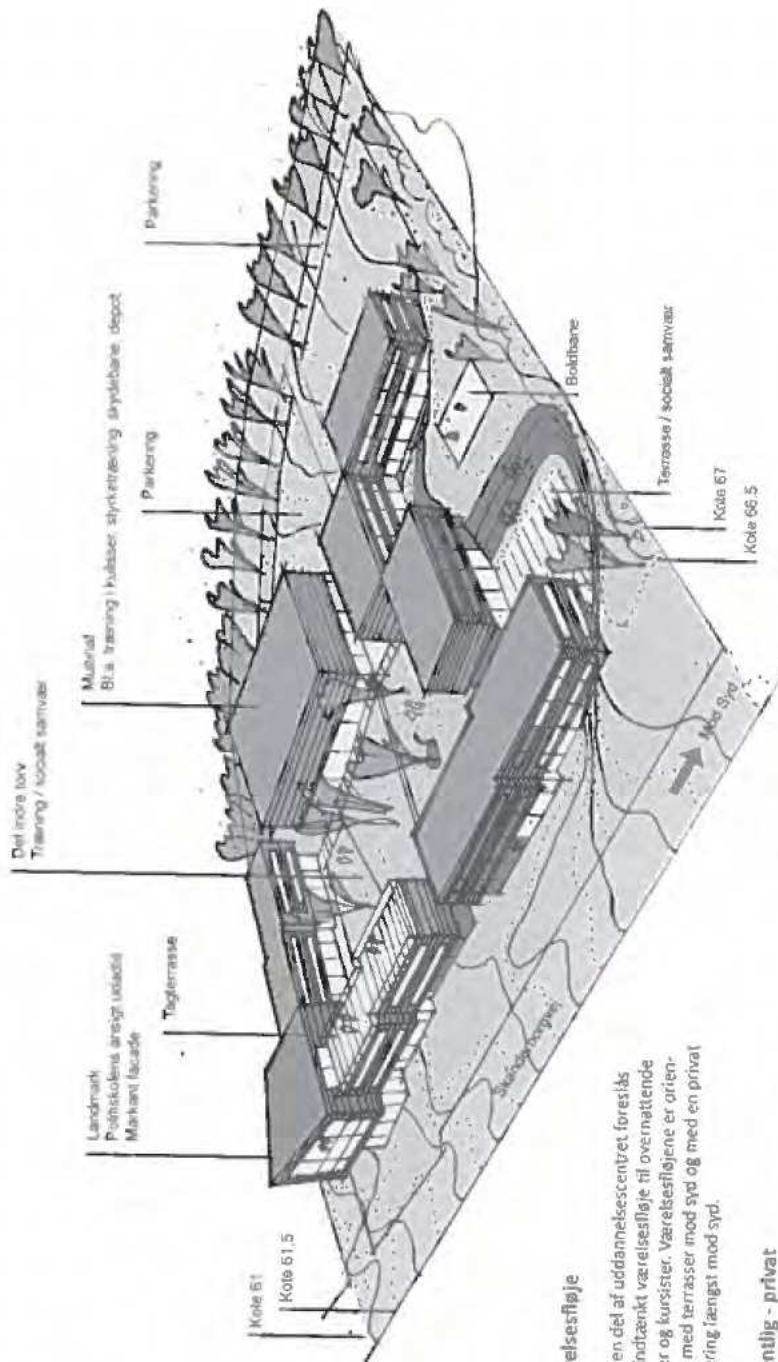 Landmark
Politiskolens ansigt udadtil
Markant facade
Det indre torv
Træning / socialt samvær
Tagterrasse
Multihal
Bl.a. træning i kulisser, styrketræning, skydebane, depot
Parkering
Parkering
Boldbane
Terrasse / socialt samvær
Kote 67
Kote 66.5
Mod Syd
Skanderborgvej
Kote 61
Kote 61,5
elsesfløje
en del af uddannelsescentret foreslås
indtænkt værelsesfløje til overnattende
er og kursister. Værelsesfløjene er orien-
med terrasser mod syd og med en privat
ring længst mod syd.
ntlig - privat